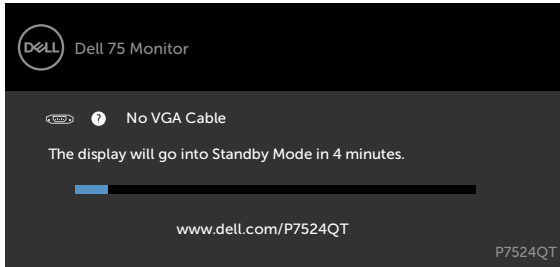 DELL Dell 75 Monitor
? No VGA Cable
The display will go into Standby Mode in 4 minutes.
www.dell.com/P7524QT
P7524QT